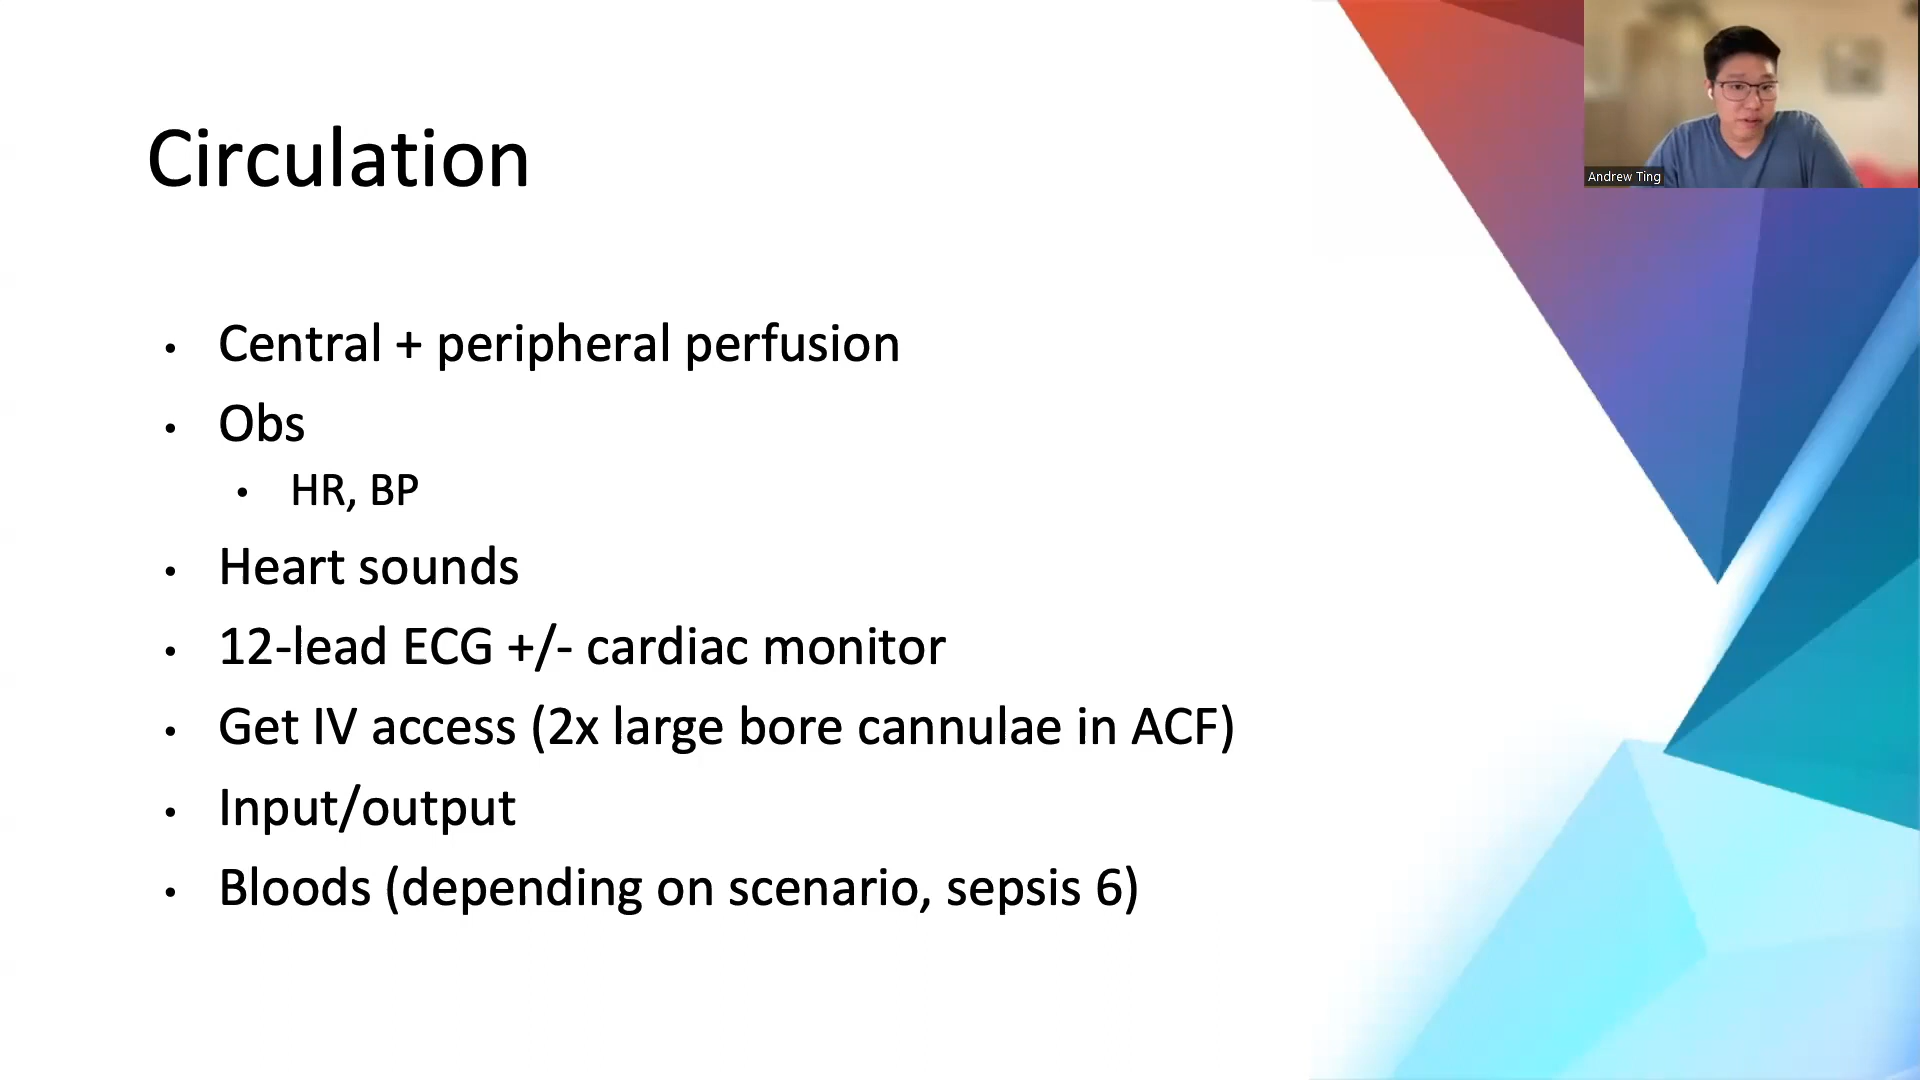 Circulation
Andrew Ting
• Central + peripheral perfusion
• Obs
• HR, BP
• Heart sounds
• 12-lead ECG +/- cardiac monitor
• Get IV access (2x large bore cannulae in ACF)
• Input/output
• Bloods (depending on scenario, sepsis 6)